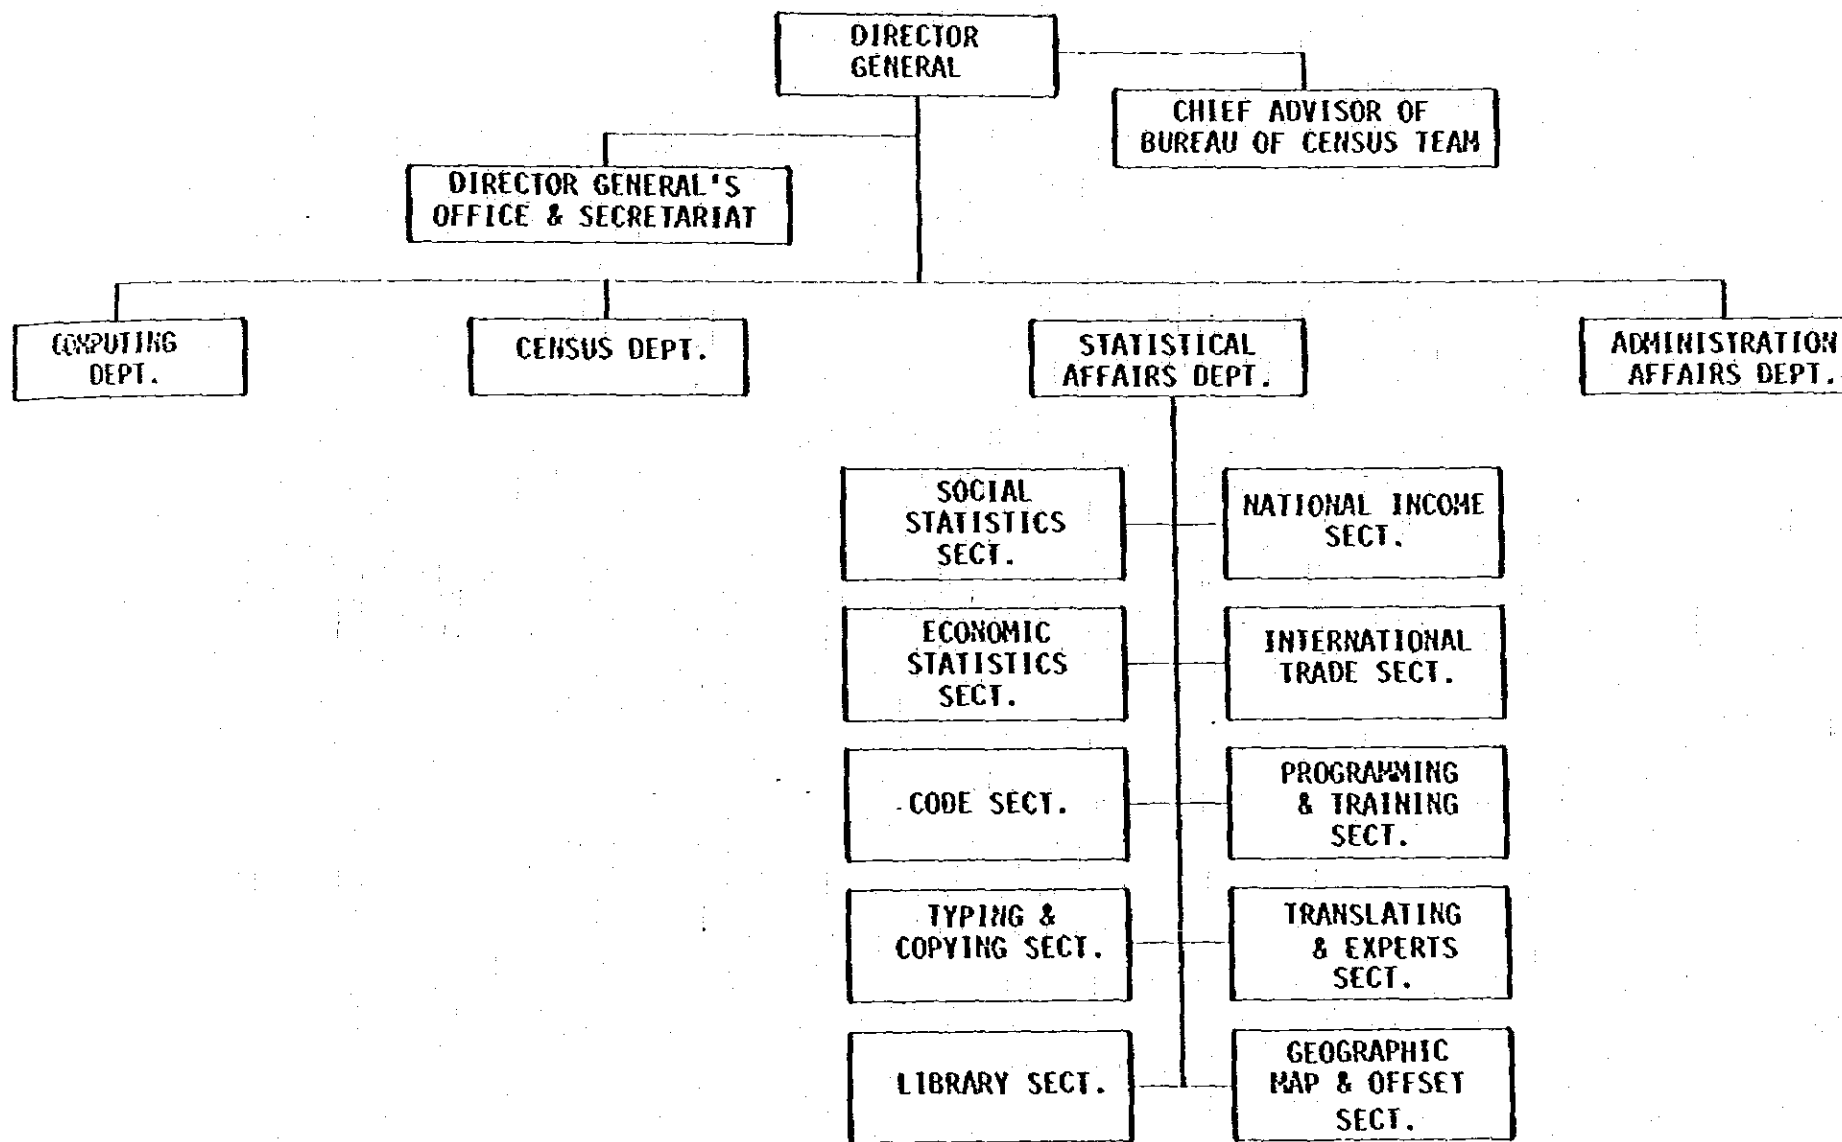 DIRECTOR
GENERAL
CHIEF ADVISOR OF
BUREAU OF CENSUS TEAM
DIRECTOR GENERAL'S
OFFICE & SECRETARIAT
COMPUTING
DEPT.
CENSUS DEPT.
STATISTICAL
AFFAIRS DEPT.
ADMINISTRATION
AFFAIRS DEPT.
SOCIAL
STATISTICS
SECT.
NATIONAL INCOME
SECT.
ECONOMIC
STATISTICS
SECT.
INTERNATIONAL
TRADE SECT.
CODE SECT.
PROGRAMMING
& TRAINING
SECT.
TYPING &
COPYING SECT.
TRANSLATING
& EXPERTS
SECT.
LIBRARY SECT.
GEOGRAPHIC
MAP & OFFSET
SECT.